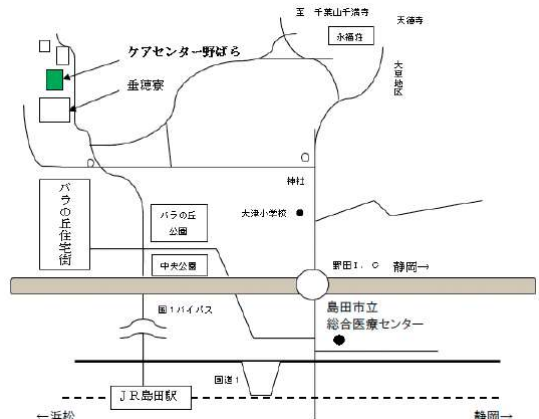 至 千葉山千満寺
天徳寺
永福荘
ケアセンター野ばら
垂穂寮
大草地区
神社
バラの丘住宅街
バラの丘
公園
大津小学校
中央公園
野田I.C
静岡→
国1バイパス
島田市立
総合医療センター
国道1
JR島田駅
←浜松
静岡→